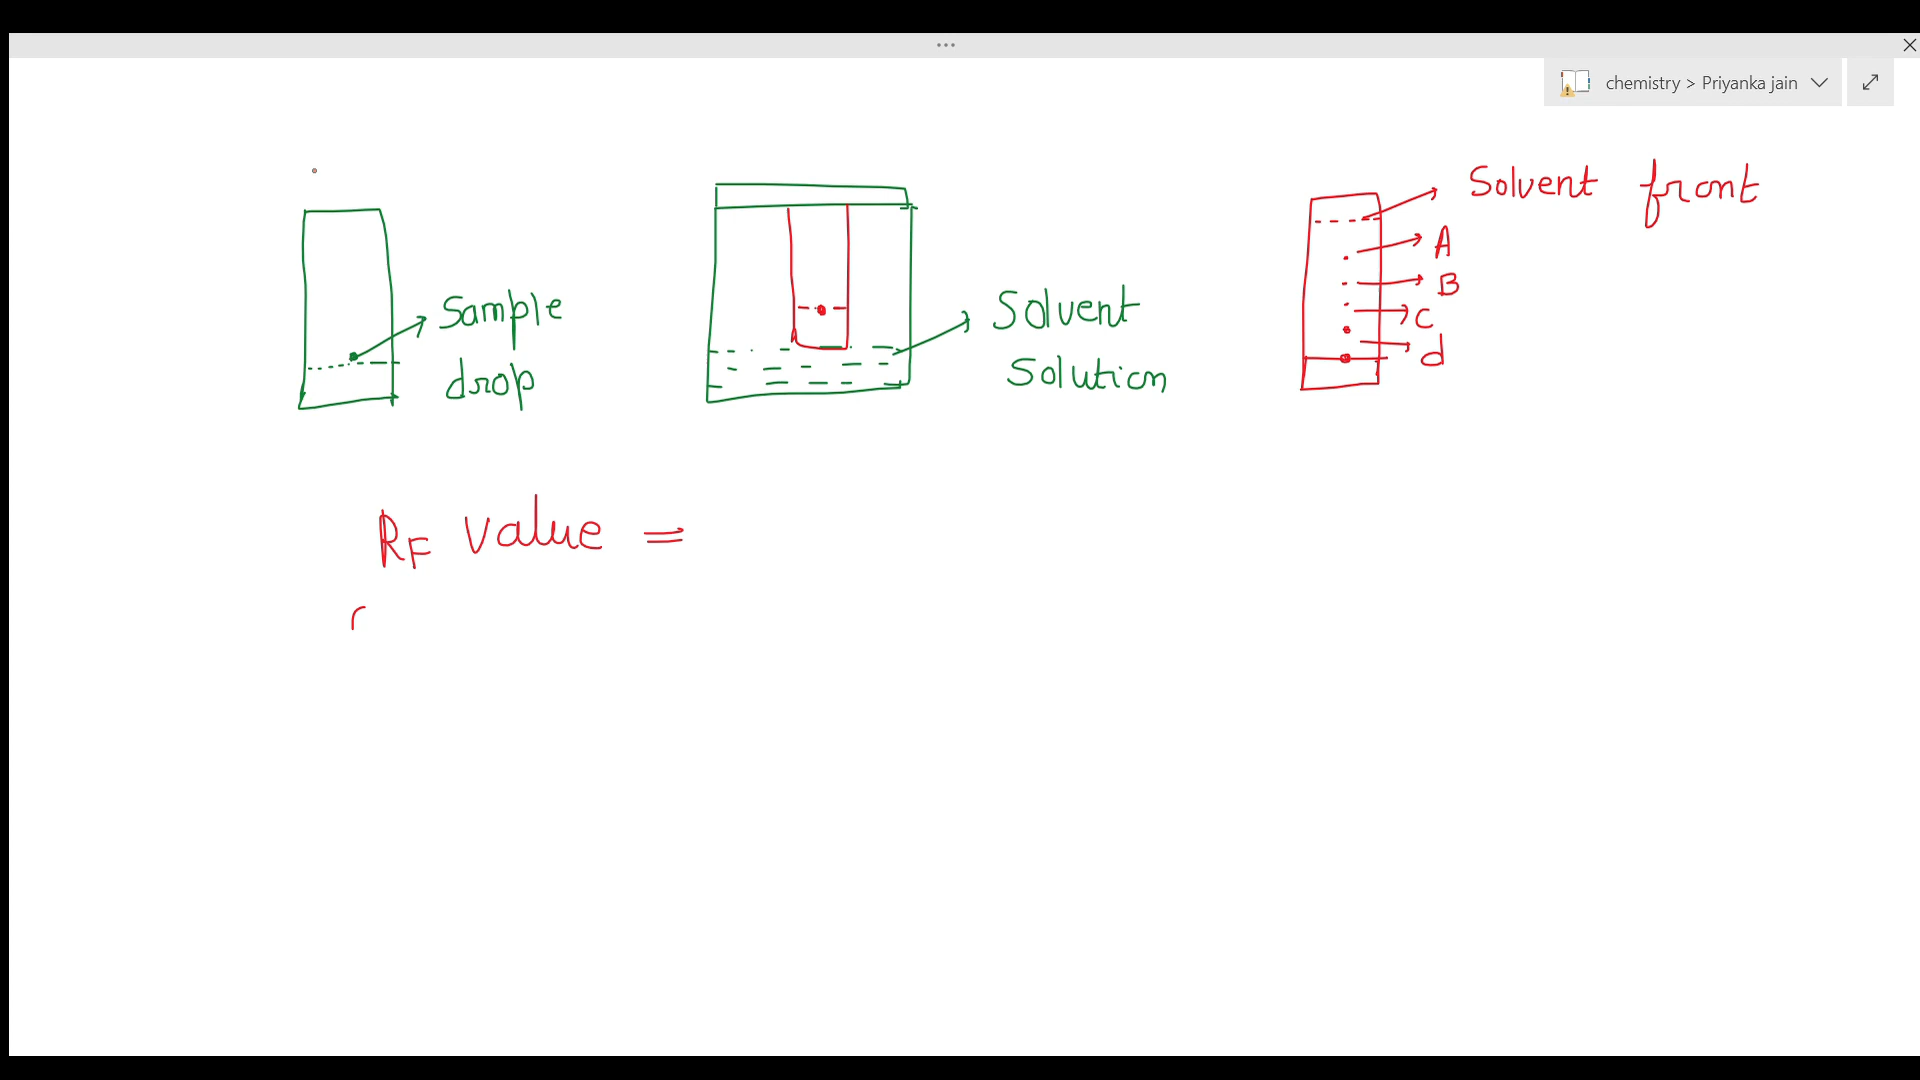 chemistry > Priyanka jain
Sample
drop
Solvent
Solution
Solvent front
A
B
C
d
RF value =